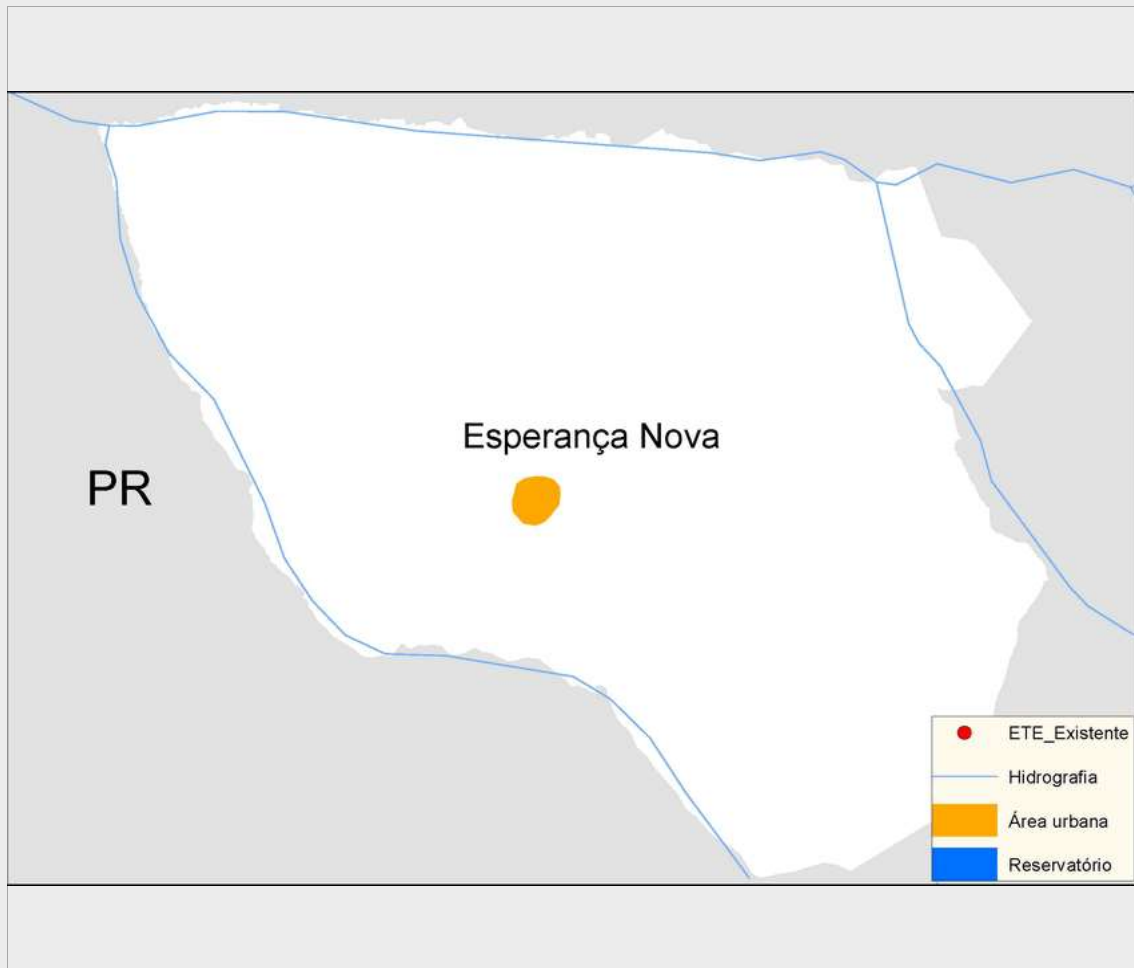 Esperança Nova
PR
ETE_Existente
Hidrografia
Área urbana
Reservatório